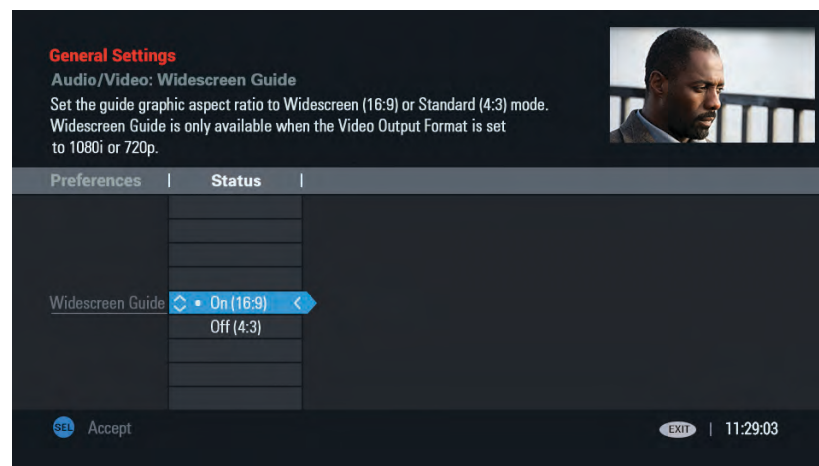 General Settings
Audio/Video: Widescreen Guide
Set the guide graphic aspect ratio to Widescreen (16:9) or Standard (4:3) mode.
Widescreen Guide is only available when the Video Output Format is set
to 1080i or 720p.
Preferences | Status |
Widescreen Guide • On (16:9)
Off (4:3)
SEL Accept
EXIT | 11:29:03